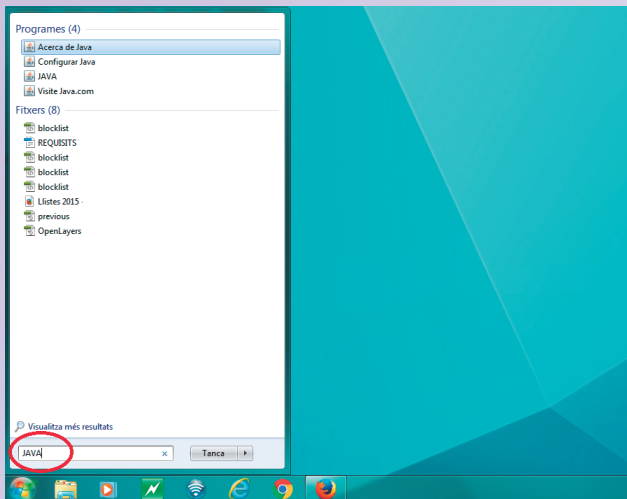 Programes (4)
Acerca de Java
Configurar Java
JAVA
Visite Java.com
Fitxers (8)
blocklist
REQUISITS
blocklist
blocklist
blocklist
Llistes 2015 -
previous
OpenLayers
Visualitza més resultats
JAVA
Tanca